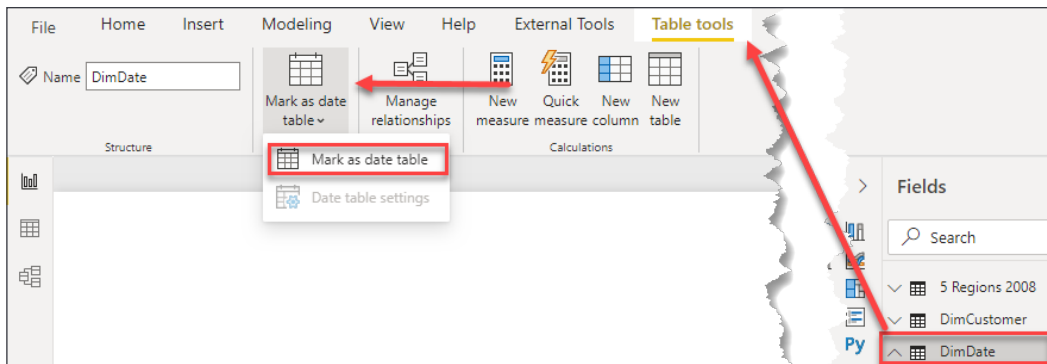 File Home Insert Modeling View Help External Tools Table tools
Name DimDate
Mark as date table
Manage relationships
New measure
Quick measure
New column
New table
Structure
Calculations
Mark as date table
Date table settings
Fields
Search
5 Regions 2008
DimCustomer
Py
DimDate